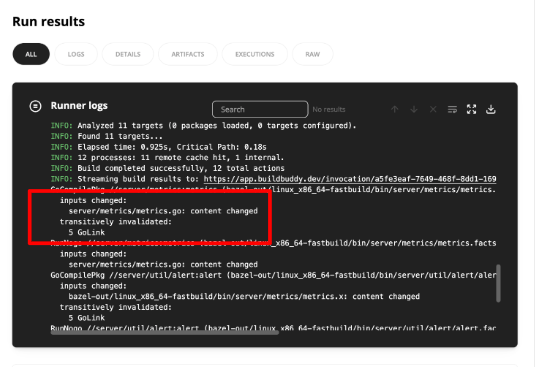 Run results
ALL
LOGS
DETAILS
ARTIFACTS
EXECUTIONS
RAW
Runner logs
Search
No results
INFO: Analyzed 11 targets (0 packages loaded, 0 targets configured).
INFO: Found 11 targets...
INFO: Elapsed time: 0.925s, Critical Path: 0.18s
INFO: 12 processes: 11 remote cache hit, 1 internal.
INFO: Build completed successfully, 12 total actions
INFO: Streaming build results to: https://app.buildbuddy.dev/invocation/a5fe3eaf-7649-468f-8dd1-169
GoCompilePkg //server/metrics:metrics (bazel-out/linux_x86_64-fastbuild/bin/server/metrics/metrics.
inputs changed:
server/metrics/metrics.go: content changed
transitively invalidated:
5 GoLink
RunNogo //server/metrics:metrics (bazel-out/linux_x86_64-fastbuild/bin/server/metrics/metrics.facts
inputs changed:
server/metrics/metrics.go: content changed
GoCompilePkg //server/util/alert:alert (bazel-out/linux_x86_64-fastbuild/bin/server/util/alert/aler
inputs changed:
bazel-out/linux_x86_64-fastbuild/bin/server/metrics/metrics.x: content changed
transitively invalidated:
5 GoLink
RunNogo //server/util/alert:alert (bazel-out/linux_x86_64-fastbuild/bin/server/util/alert/alert.fac